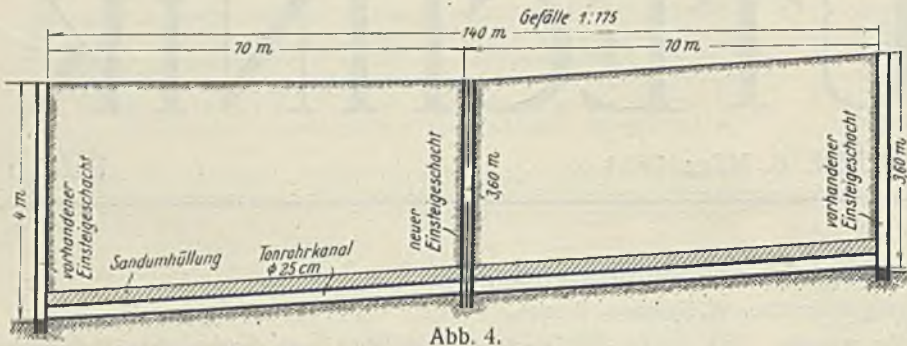 Gefälle 1:175
140 m
70 m
70 m
4 m
vorhandener
Einsteigeschacht
Sandumhüllung
Tonrohrkanal
ϕ 25 cm
neuer
Einsteigeschacht
3,60 m
vorhandener
Einsteigeschacht
3,60 m
Abb. 4.